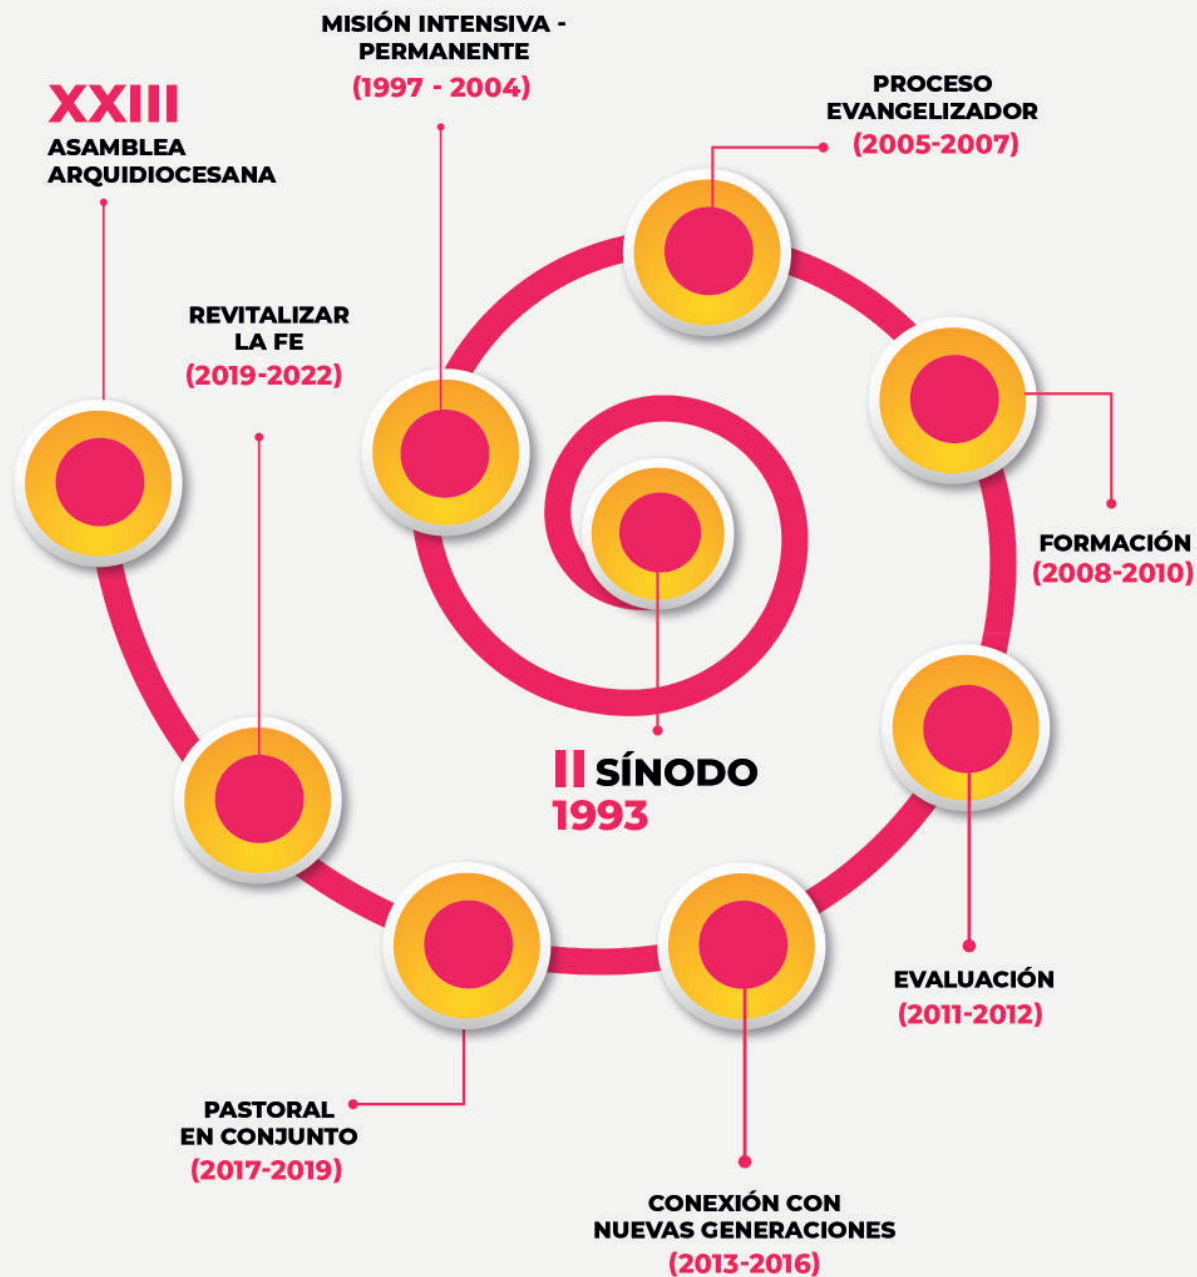 MISIÓN INTENSIVA -
PERMANENTE
(1997 - 2004)
XXIII
ASAMBLEA
ARQUIDIOCESANA
PROCESO
EVANGELIZADOR
(2005-2007)
REVITALIZAR
LA FE
(2019-2022)
FORMACIÓN
(2008-2010)
II SÍNODO
1993
EVALUACIÓN
(2011-2012)
PASTORAL
EN CONJUNTO
(2017-2019)
CONEXIÓN CON
NUEVAS GENERACIONES
(2013-2016)